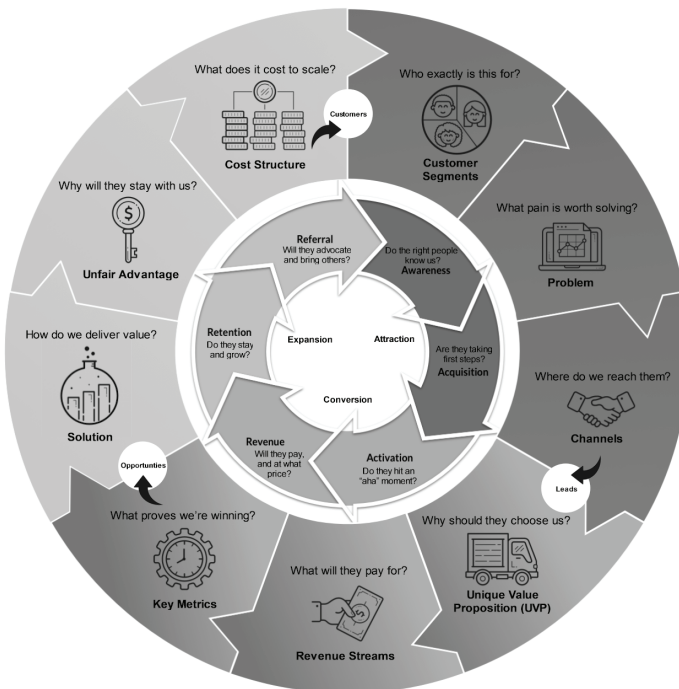 What does it cost to scale?
Cost Structure
Customers
Who exactly is this for?
Customer
Segments
What pain is worth solving?
Problem
Where do we reach them?
Channels
Leads
Why should they choose us?
Unique Value
Proposition (UVP)
What will they pay for?
Revenue Streams
What proves we're winning?
Key Metrics
Opportunties
How do we deliver value?
Solution
Why will they stay with us?
Unfair Advantage
Referral
Will they advocate
and bring others?
Do the right people
know us?
Awareness
Are they taking
first steps?
Acquisition
Activation
Do they hit an
"aha" moment?
Revenue
Will they pay,
and at what
price?
Retention
Do they stay
and grow?
Expansion
Attraction
Conversion